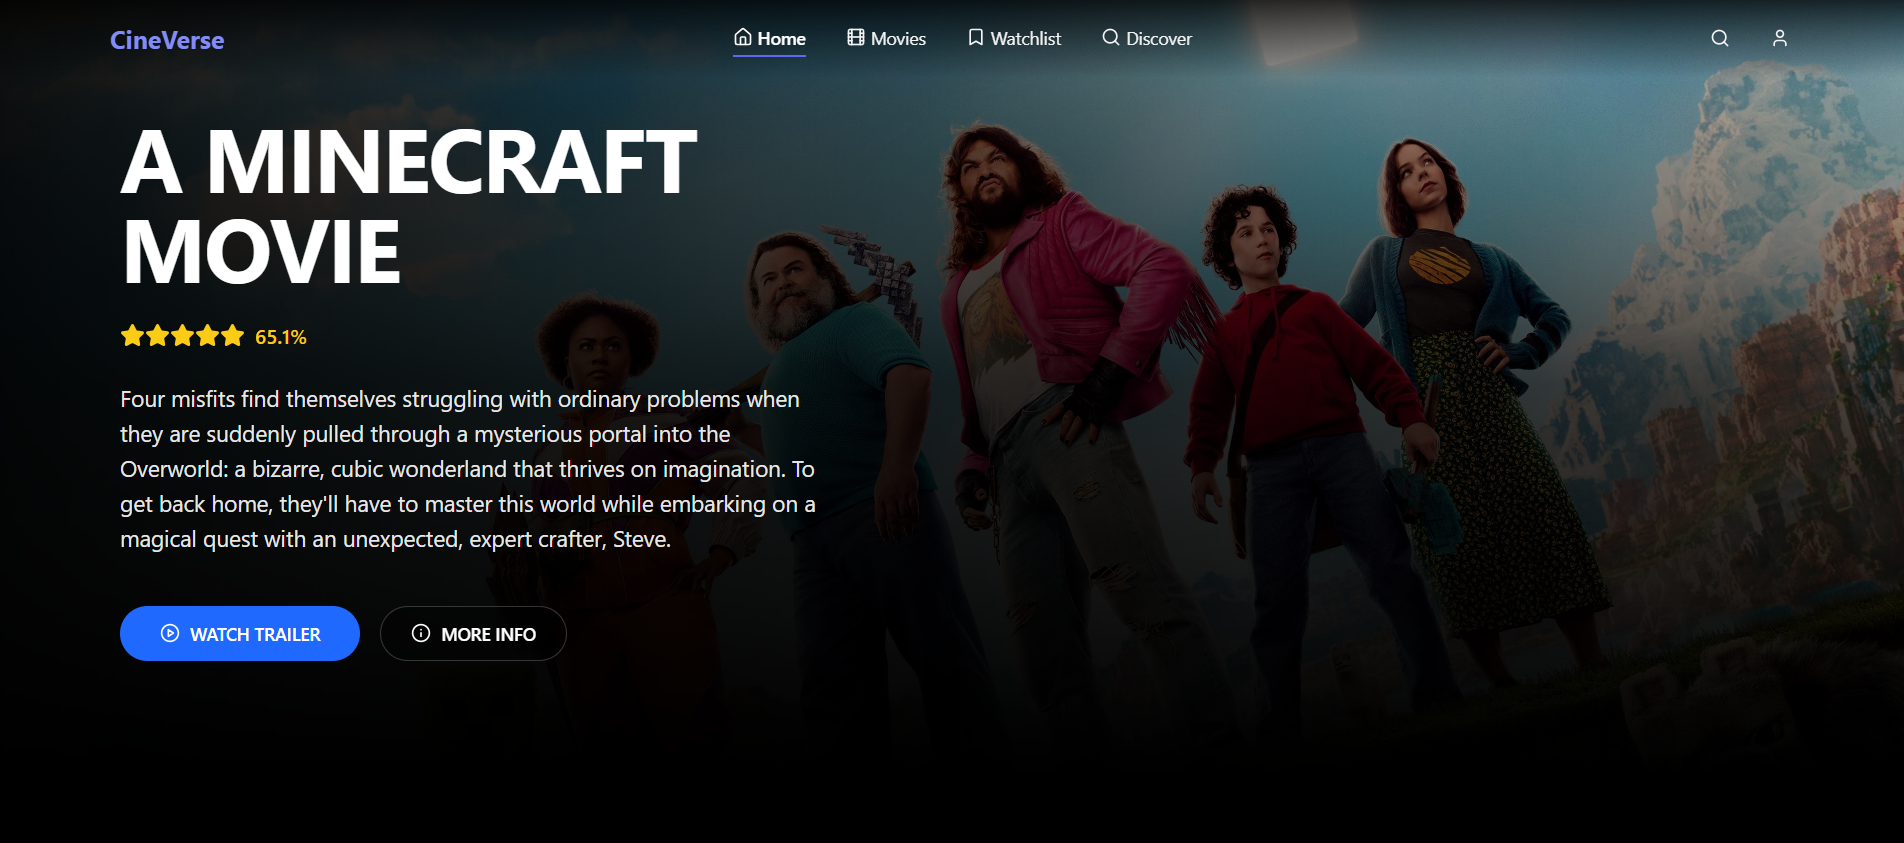 CineVerse
Home
Movies
Watchlist
Discover
A MINECRAFT
MOVIE
65.1%
Four misfits find themselves struggling with ordinary problems when
they are suddenly pulled through a mysterious portal into the
Overworld: a bizarre, cubic wonderland that thrives on imagination. To
get back home, they'll have to master this world while embarking on a
magical quest with an unexpected, expert crafter, Steve.
WATCH TRAILER
MORE INFO